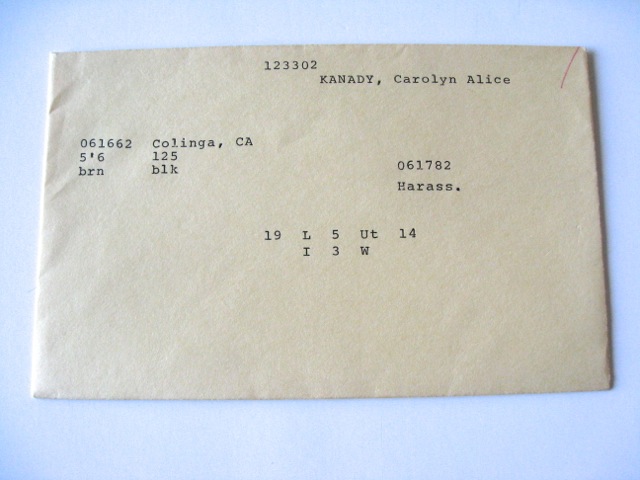 123302
KANADY, Carolyn Alice
061662 Colinga, CA
5'6 125
brn blk
061782
Harass.
19 L 5 Ut 14
I 3 W